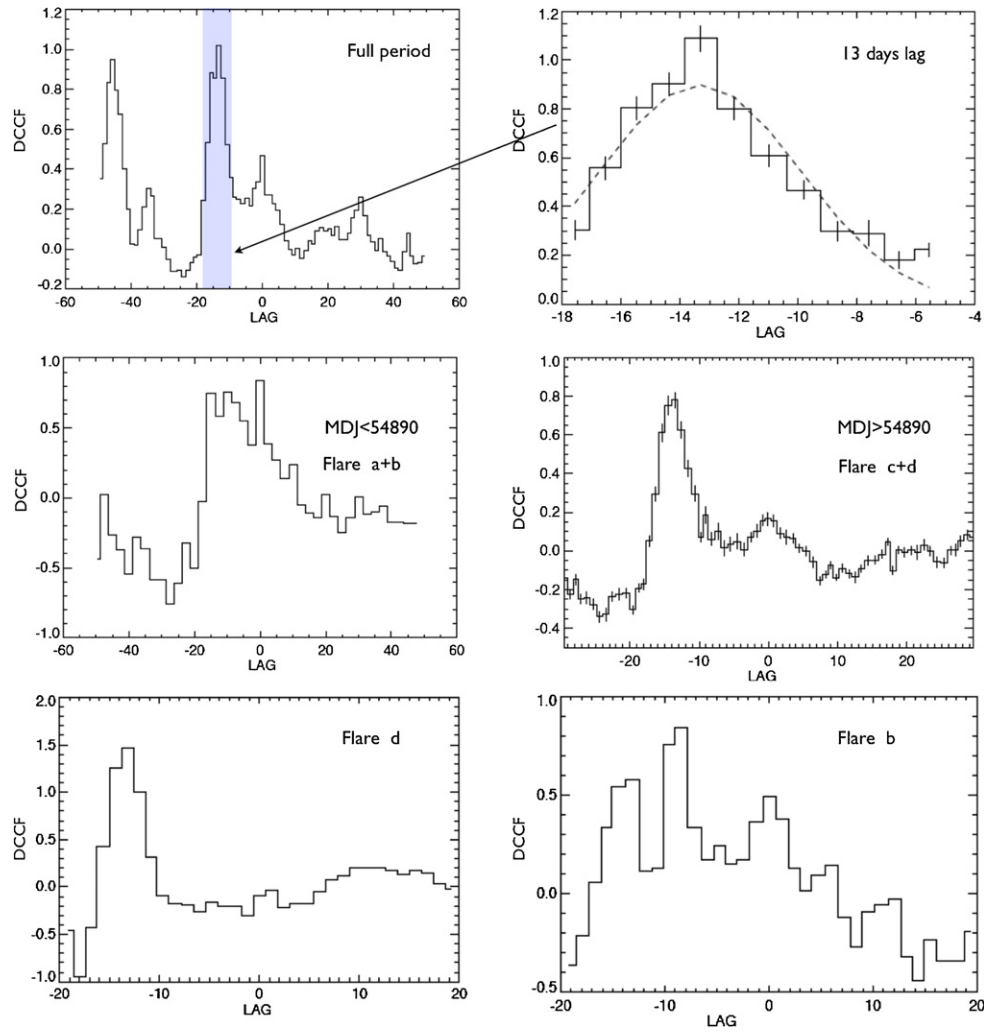 1.2
1.0
0.8
0.6
0.4
0.2
0.0
-0.2
DCCF
Full period
-60 -40 -20 0 20 40 60
LAG
1.2
1.0
0.8
0.6
0.4
0.2
0.0
DCCF
13 days lag
-18 -16 -14 -12 -10 -8 -6 -4
LAG
1.0
0.5
0.0
-0.5
-1.0
DCCF
MDJ<54890
Flare a+b
-60 -40 -20 0 20 40 60
LAG
0.8
0.6
0.4
0.2
0.0
-0.2
-0.4
DCCF
MDJ>54890
Flare c+d
-20 -10 0 10 20
LAG
2.0
1.5
1.0
0.5
0.0
-0.5
-1.0
DCCF
Flare d
-20 -10 0 10 20
LAG
1.0
0.5
0.0
-0.5
DCCF
Flare b
-20 -10 0 10 20
LAG